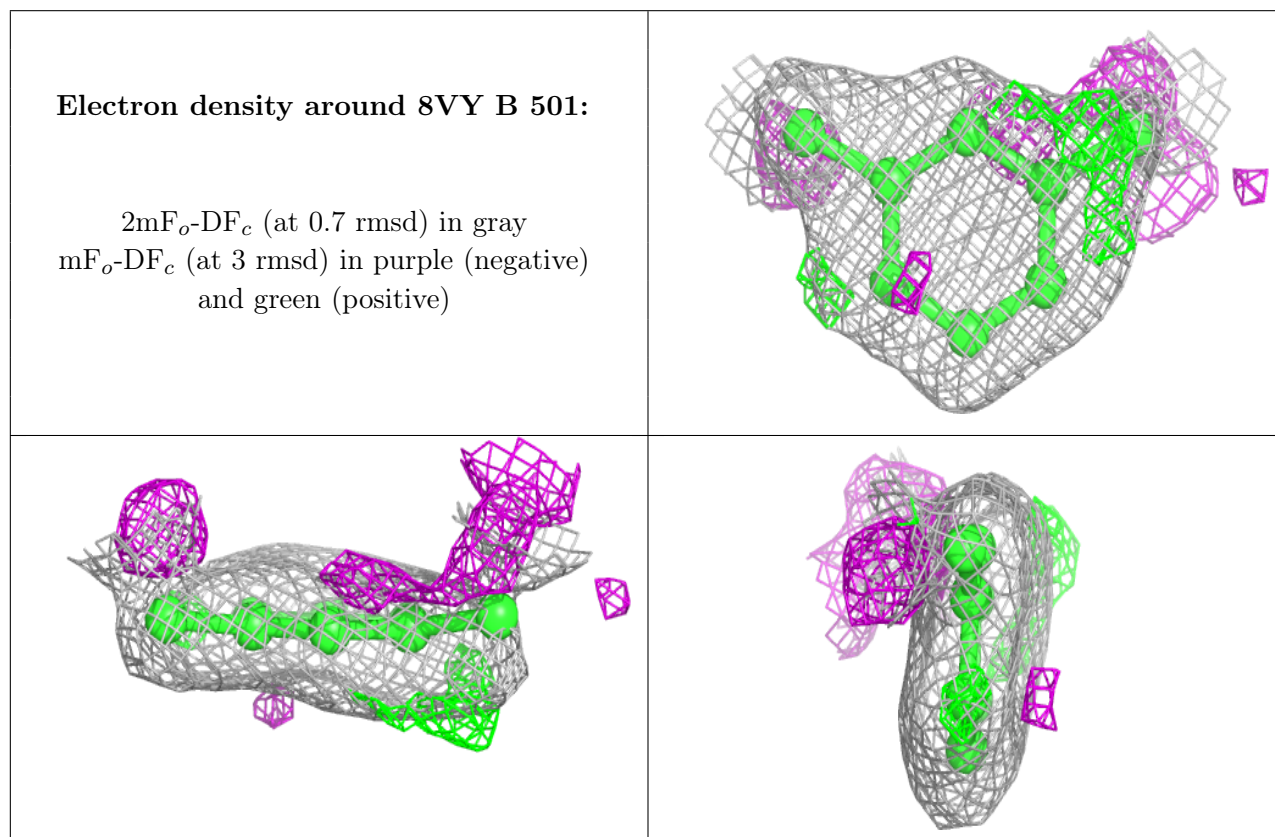 Electron density around 8VY B 501:
2mFₒ-DF𝒸 (at 0.7 rmsd) in gray
mFₒ-DF𝒸 (at 3 rmsd) in purple (negative)
and green (positive)